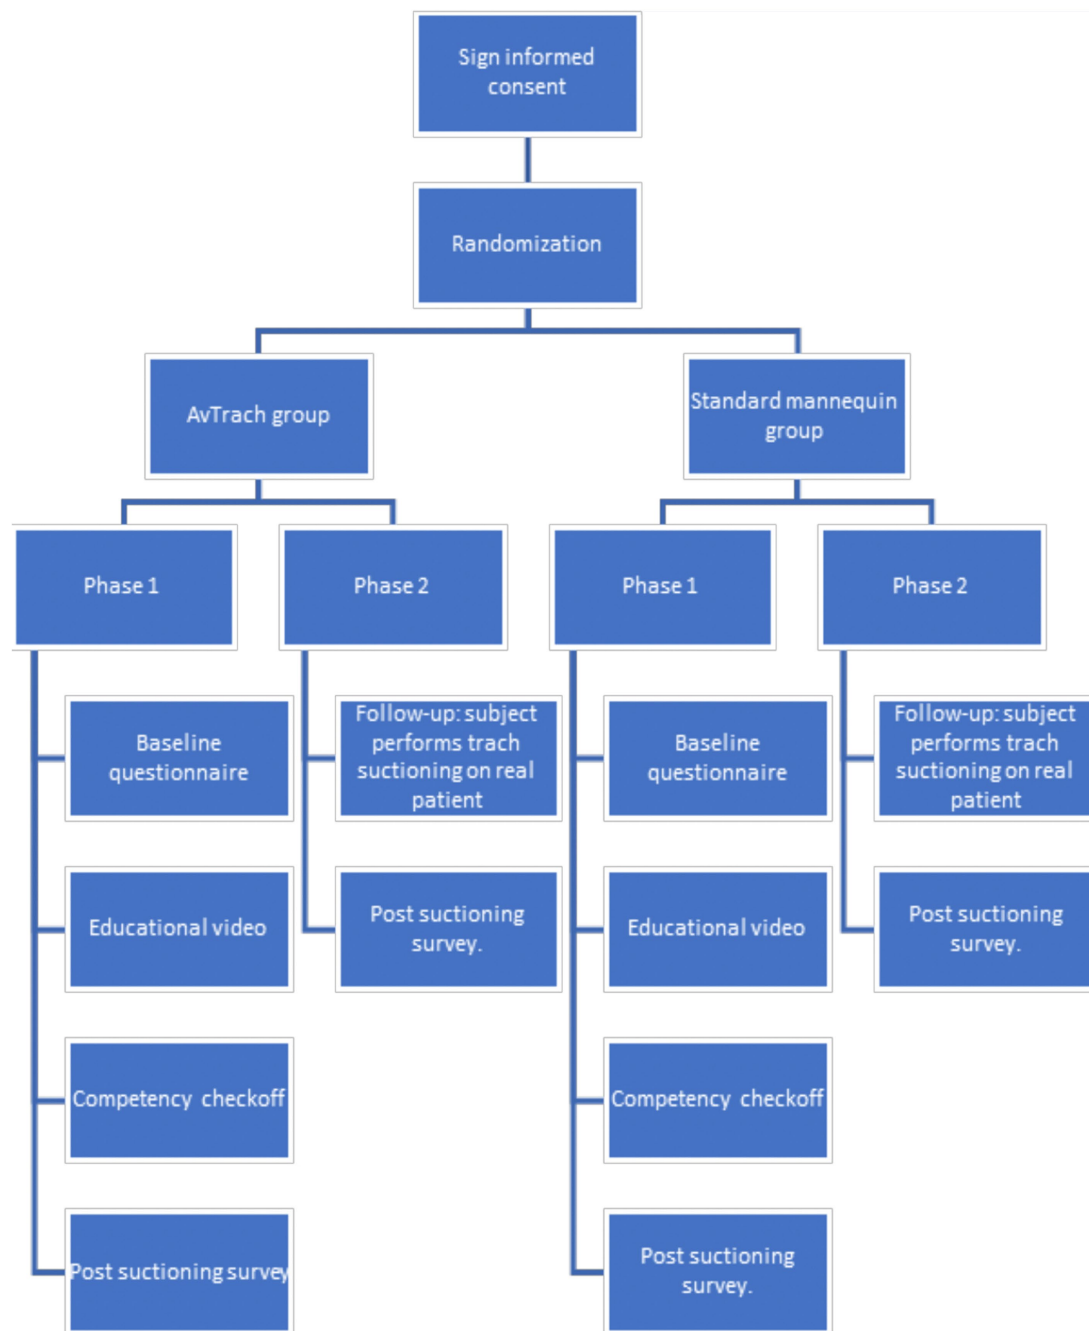 Sign informed
consent
Randomization
AvTrach group
Standard mannequin
group
Phase 1
Phase 2
Phase 1
Phase 2
Baseline
questionnaire
Follow-up: subject
performs trach
suctioning on real
patient
Baseline
questionnaire
Follow-up: subject
performs trach
suctioning on real
patient
Educational video
Post suctioning
survey.
Educational video
Post suctioning
survey.
Competency checkoff
Competency checkoff
Post suctioning survey
Post suctioning
survey.